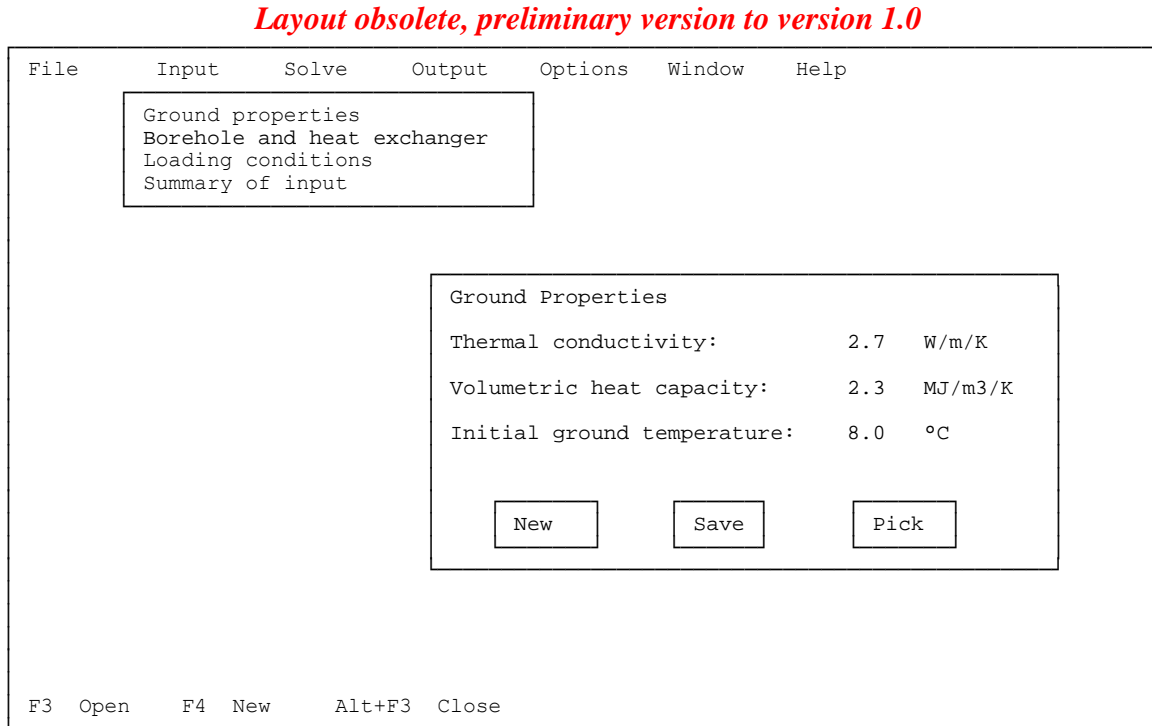 Layout obsolete, preliminary version to version 1.0
File Input Solve Output Options Window Help
Ground properties
Borehole and heat exchanger
Loading conditions
Summary of input
Ground Properties
Thermal conductivity: 2.7 W/m/K
Volumetric heat capacity: 2.3 MJ/m3/K
Initial ground temperature: 8.0 ºC
New Save Pick
F3 Open F4 New Alt+F3 Close